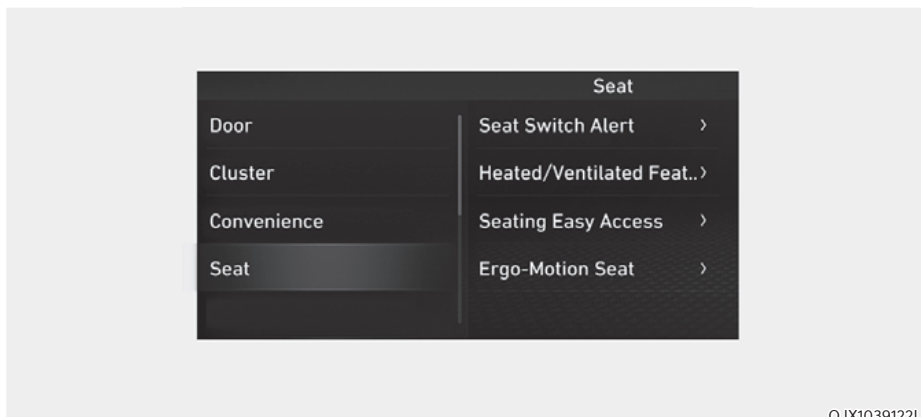 Seat
Door
Cluster
Convenience
Seat
Seat Switch Alert >
Heated/Ventilated Feat..>
Seating Easy Access >
Ergo-Motion Seat >